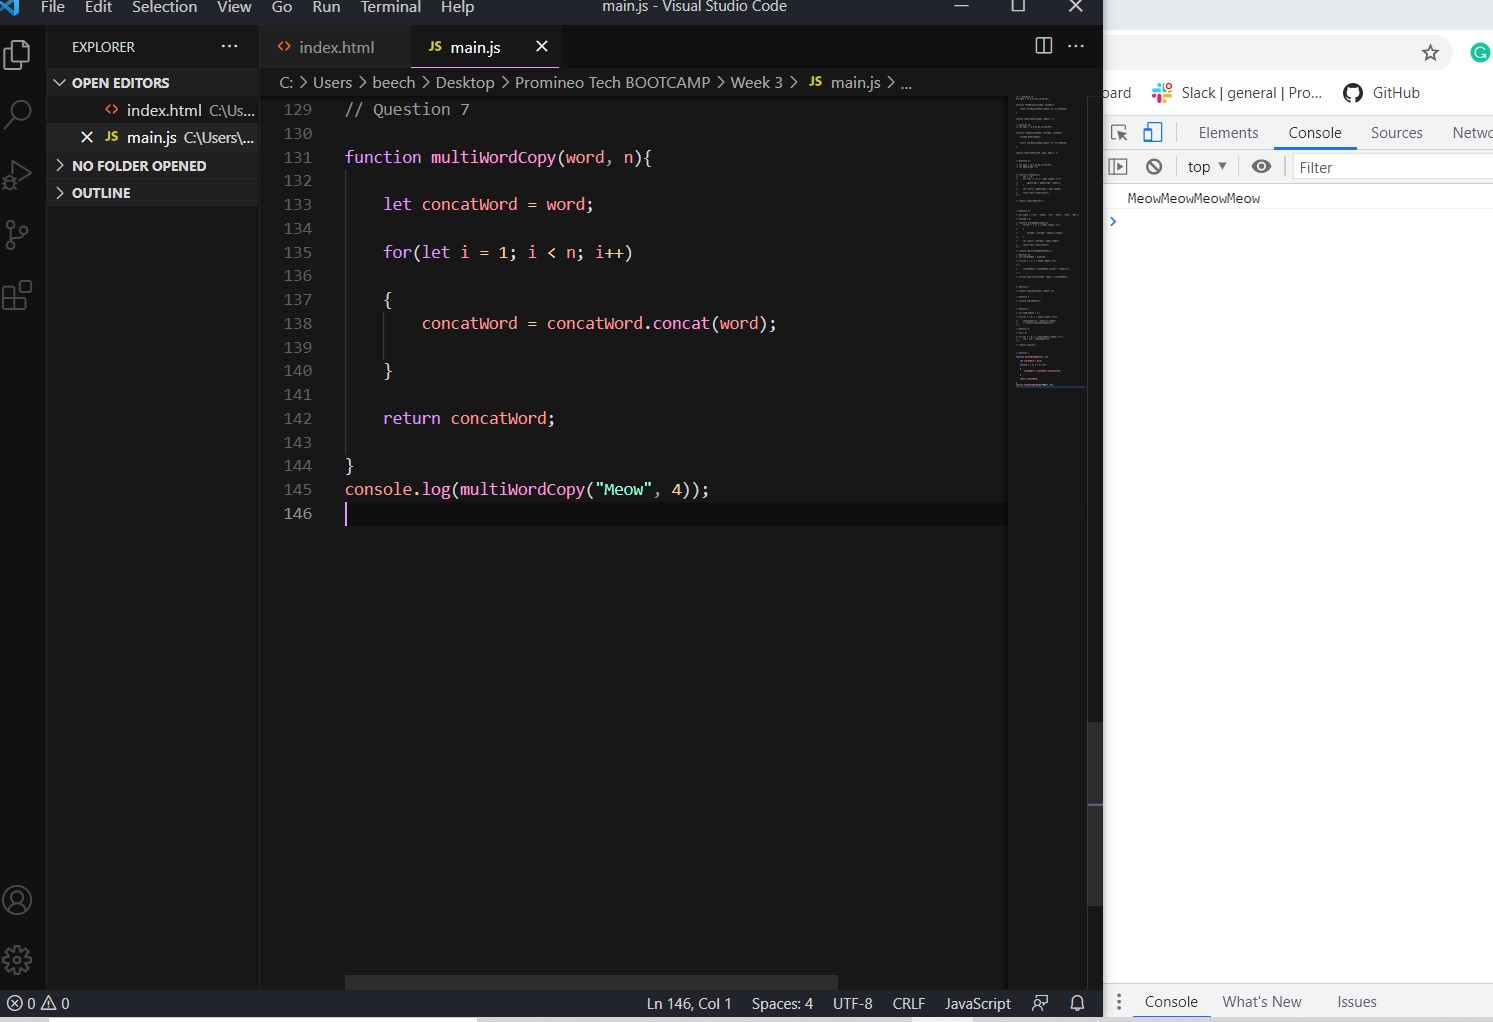 File Edit Selection View Go Run Terminal Help main.js - Visual Studio Code
EXPLORER
OPEN EDITORS
index.html C:\Us...
JS main.js C:\Users\...
NO FOLDER OPENED
OUTLINE
index.html JS main.js
C: > Users > beech > Desktop > Promineo Tech BOOTCAMP > Week 3 > JS main.js > ...
129 // Question 7
130
131 function multiWordCopy(word, n){
132
133 let concatWord = word;
134
135 for(let i = 1; i < n; i++)
136
137 {
138 concatWord = concatWord.concat(word);
139
140 }
141
142 return concatWord;
143
144 }
145 console.log(multiWordCopy("Meow", 4));
146
0 0
Ln 146, Col 1 Spaces: 4 UTF-8 CRLF JavaScript
oard Slack | general | Pro... GitHub
Elements Console Sources Netwo
top Filter
MeowMeowMeowMeow
Console What's New Issues